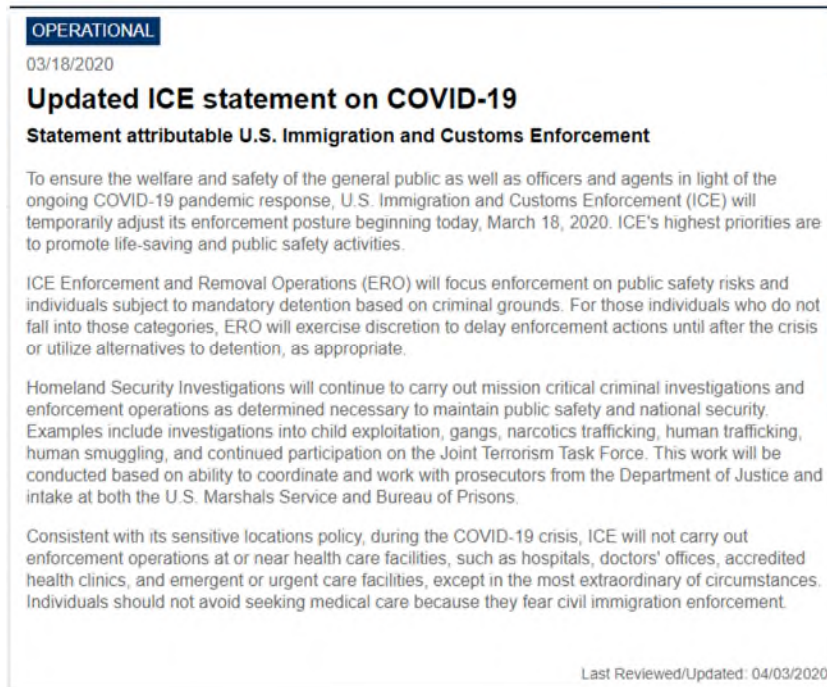 OPERATIONAL
03/18/2020
Updated ICE statement on COVID-19
Statement attributable U.S. Immigration and Customs Enforcement
To ensure the welfare and safety of the general public as well as officers and agents in light of the
ongoing COVID-19 pandemic response, U.S. Immigration and Customs Enforcement (ICE) will
temporarily adjust its enforcement posture beginning today, March 18, 2020. ICE's highest priorities are
to promote life-saving and public safety activities.
ICE Enforcement and Removal Operations (ERO) will focus enforcement on public safety risks and
individuals subject to mandatory detention based on criminal grounds. For those individuals who do not
fall into those categories, ERO will exercise discretion to delay enforcement actions until after the crisis
or utilize alternatives to detention, as appropriate.
Homeland Security Investigations will continue to carry out mission critical criminal investigations and
enforcement operations as determined necessary to maintain public safety and national security.
Examples include investigations into child exploitation, gangs, narcotics trafficking, human trafficking,
human smuggling, and continued participation on the Joint Terrorism Task Force. This work will be
conducted based on ability to coordinate and work with prosecutors from the Department of Justice and
intake at both the U.S. Marshals Service and Bureau of Prisons.
Consistent with its sensitive locations policy, during the COVID-19 crisis, ICE will not carry out
enforcement operations at or near health care facilities, such as hospitals, doctors' offices, accredited
health clinics, and emergent or urgent care facilities, except in the most extraordinary of circumstances.
Individuals should not avoid seeking medical care because they fear civil immigration enforcement.
Last Reviewed/Updated: 04/03/2020